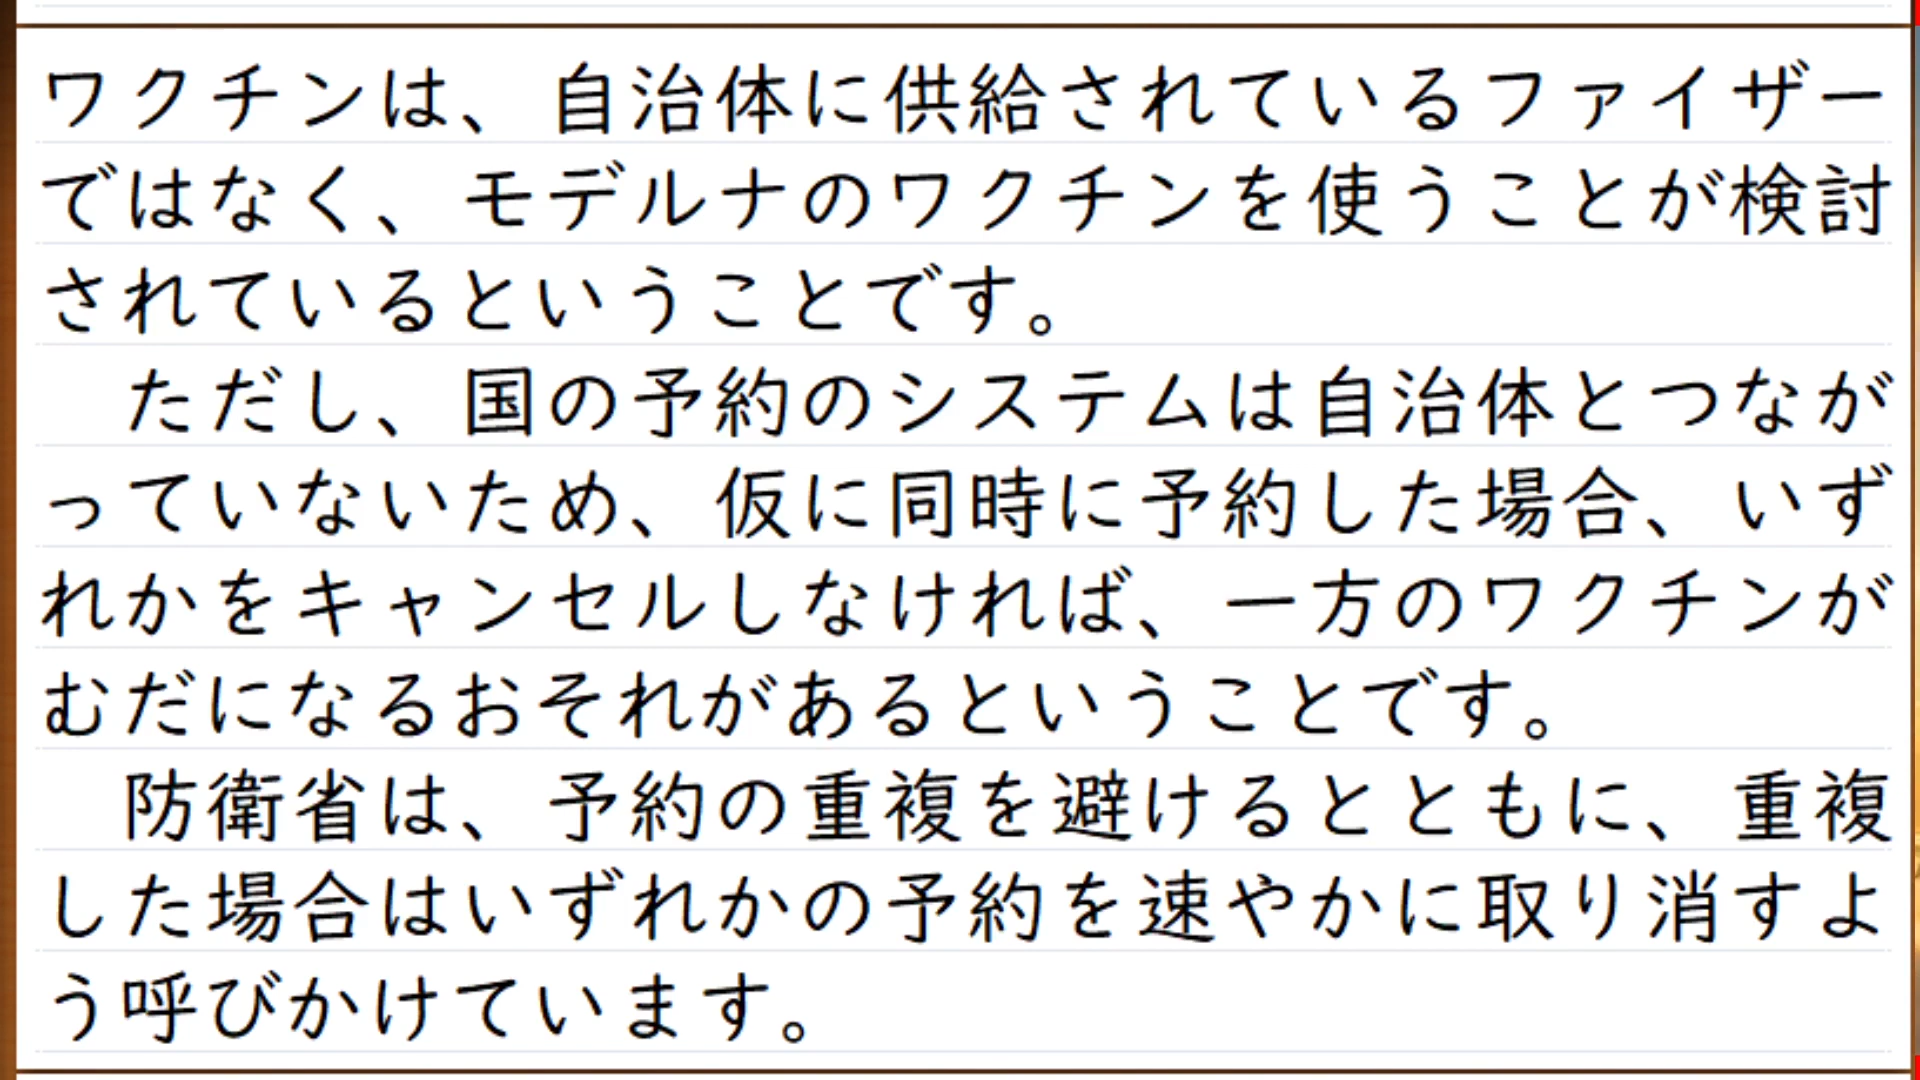 ワクチンは、自治体に供給されているファイザー
ではなく、モデルナのワクチンを使うことが検討
されているということです。
　ただし、国の予約のシステムは自治体とつなが
っていないため、仮に同時に予約した場合、いず
れかをキャンセルしなければ、一方のワクチンが
むだになるおそれがあるということです。
　防衛省は、予約の重複を避けるとともに、重複
した場合はいずれかの予約を速やかに取り消すよ
う呼びかけています。